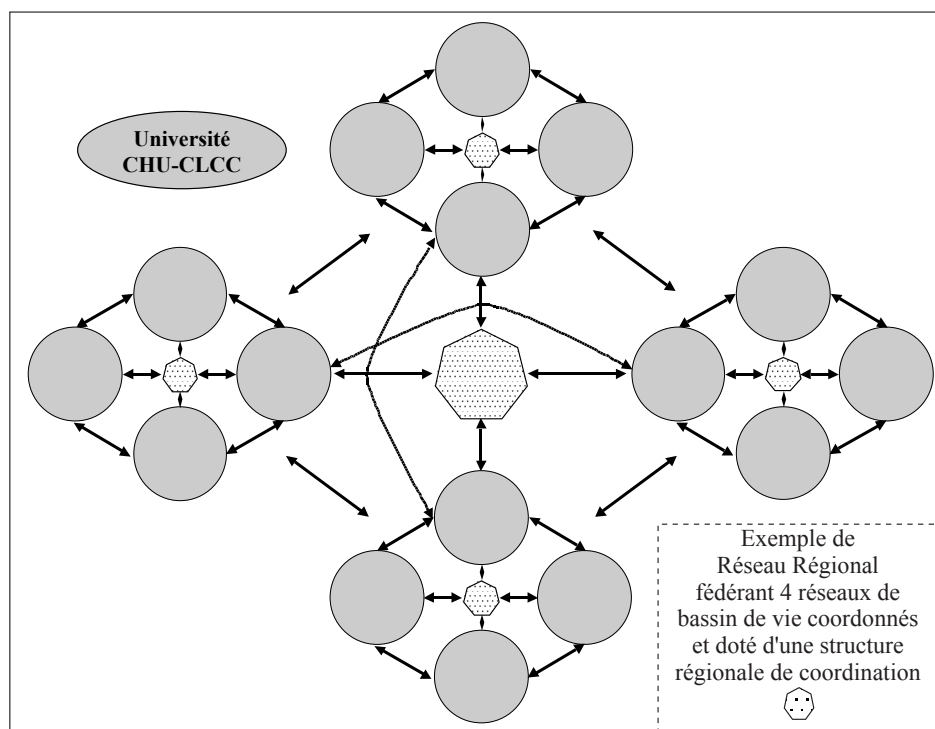 Université
CHU-CLCC
Exemple de
Réseau Régional
fédérant 4 réseaux de
bassin de vie coordonnés
et doté d'une structure
régionale de coordination